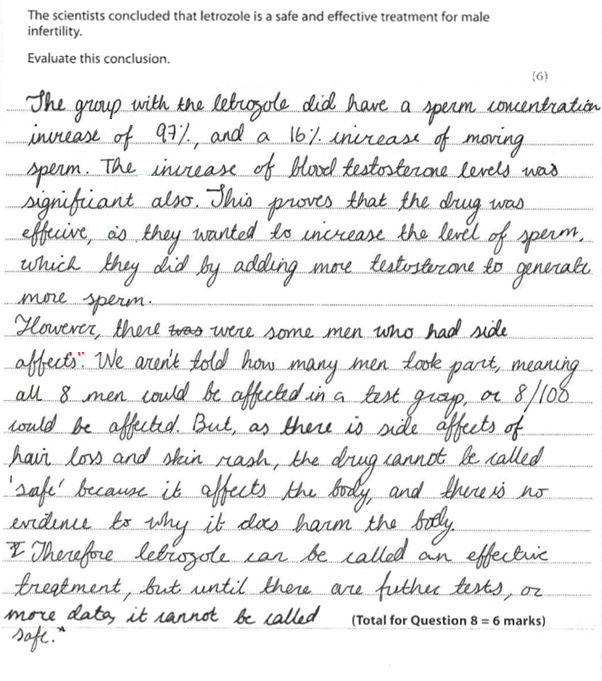 The scientists concluded that letrozole is a safe and effective treatment for male
infertility.
Evaluate this conclusion.
(6)
The group with the letrozole did have a sperm concentration
increase of 97%, and a 16% increase of moving
sperm. The increase of blood testosterone levels was
significant also. This proves that the drug was
effecive, as they wanted to increase the level of sperm,
which they did by adding more testosterone to generate
more sperm.
However, there was were some men who had side
affects". We aren't told how many men took part, meaning
all 8 men could be affected in a test group, or 8/100
could be affected. But, as there is side affects of
hair loss and skin rash, the drug cannot be called
'safe' because it affects the body, and there is no
evidence to why it does harm the body.
I Therefore letrozole can be called an effective
treatment, but until there are futher tests, or
more data, it cannot be called
safe.*
(Total for Question 8 = 6 marks)